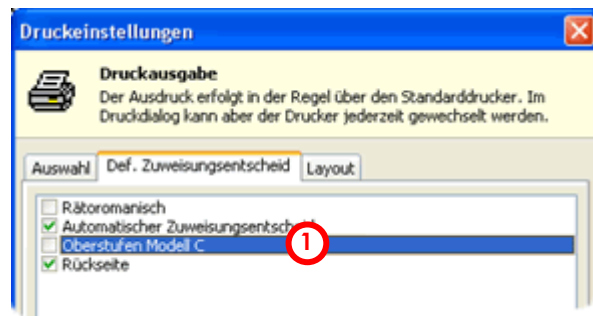 Druckeinstellungen
Druckausgabe
Der Ausdruck erfolgt in der Regel über den Standarddrucker. Im
Druckdialog kann aber der Drucker jederzeit gewechselt werden.
Auswahl Def. Zuweisungsentscheid Layout
Rätoromanisch
Automatischer Zuweisungsentscheid
Oberstufen Modell C
1
Rückseite